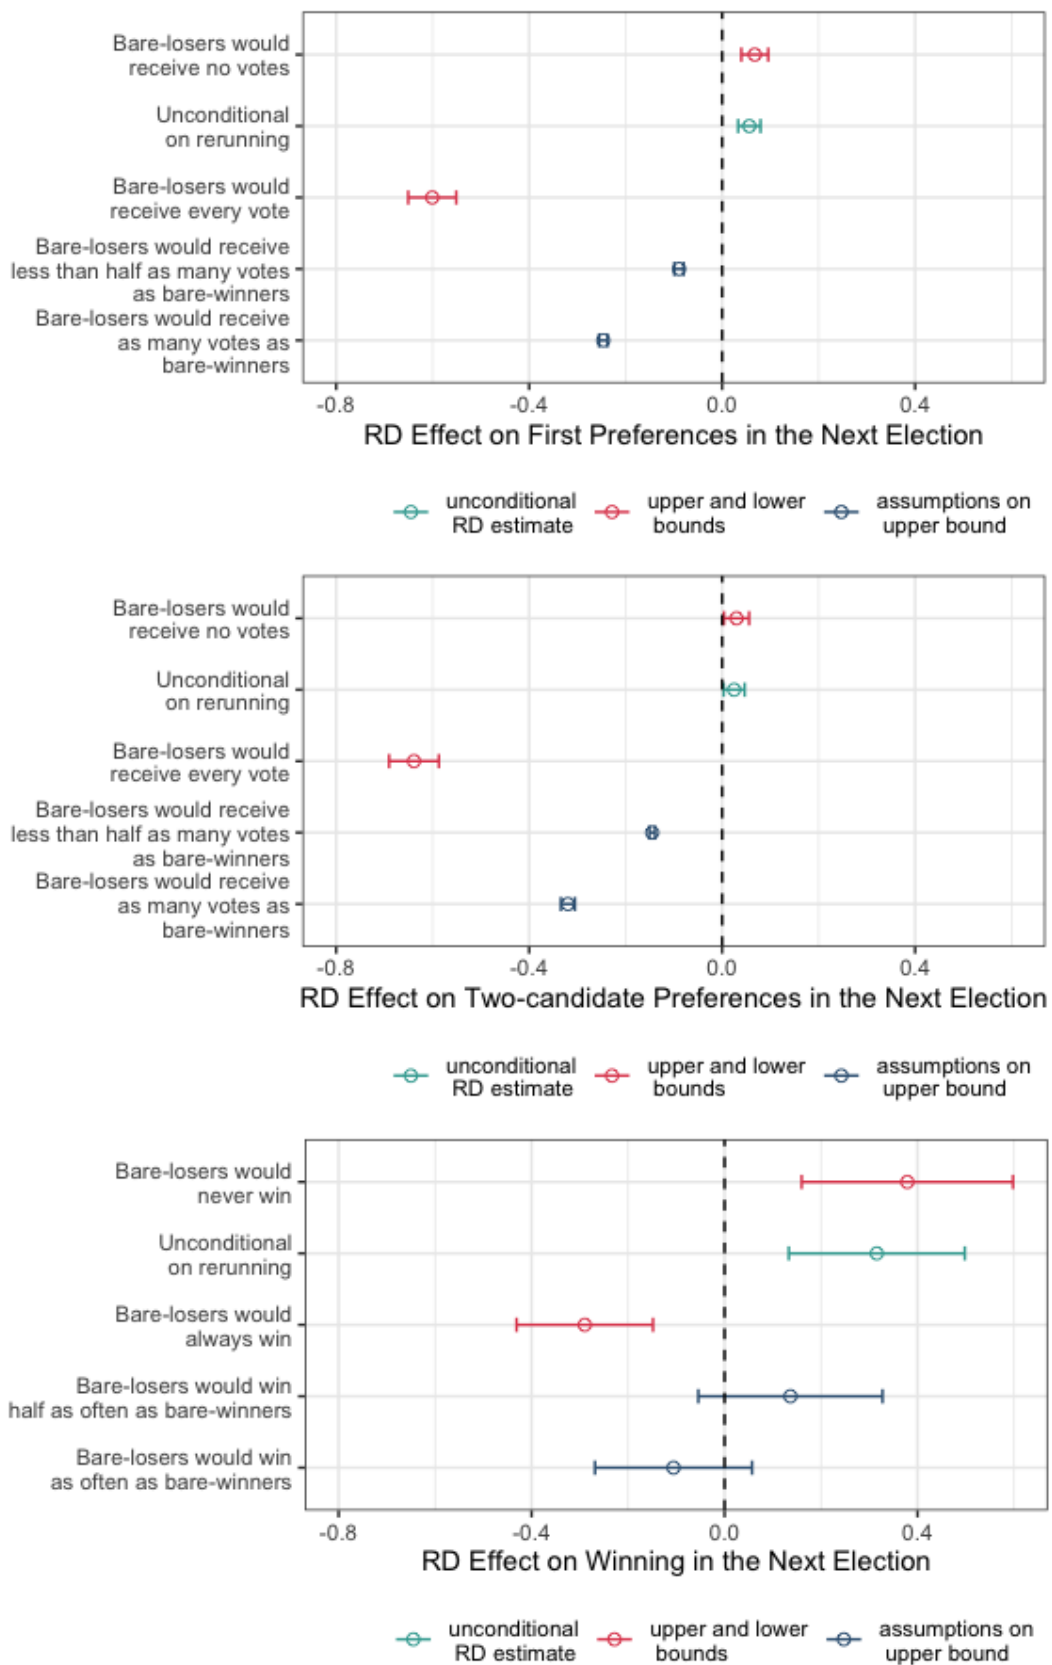 Bare-losers would
receive no votes
Unconditional
on rerunning
Bare-losers would
receive every vote
Bare-losers would receive
less than half as many votes
as bare-winners
Bare-losers would receive
as many votes as
bare-winners
-0.8 -0.4 0.0 0.4
RD Effect on First Preferences in the Next Election
unconditional RD estimate
upper and lower bounds
assumptions on upper bound
Bare-losers would
receive no votes
Unconditional
on rerunning
Bare-losers would
receive every vote
Bare-losers would receive
less than half as many votes
as bare-winners
Bare-losers would receive
as many votes as
bare-winners
-0.8 -0.4 0.0 0.4
RD Effect on Two-candidate Preferences in the Next Election
unconditional RD estimate
upper and lower bounds
assumptions on upper bound
Bare-losers would
never win
Unconditional
on rerunning
Bare-losers would
always win
Bare-losers would win
half as often as bare-winners
Bare-losers would win
as often as bare-winners
-0.8 -0.4 0.0 0.4
RD Effect on Winning in the Next Election
unconditional RD estimate
upper and lower bounds
assumptions on upper bound